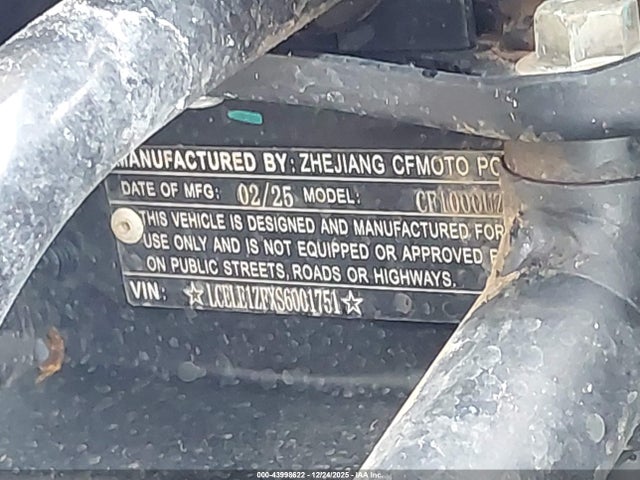 MANUFACTURED BY: ZHEJIANG CFMOTO PO
DATE OF MFG: 02/25 MODEL:
THIS VEHICLE IS DESIGNED AND MANUFACTURED FOR
USE ONLY AND IS NOT EQUIPPED OR APPROVED F
ON PUBLIC STREETS, ROADS OR HIGHWAYS.
VIN: ☆LCELE1ZFXS6001751☆
000-43998622 - 12/24/2025 - IAA Inc.